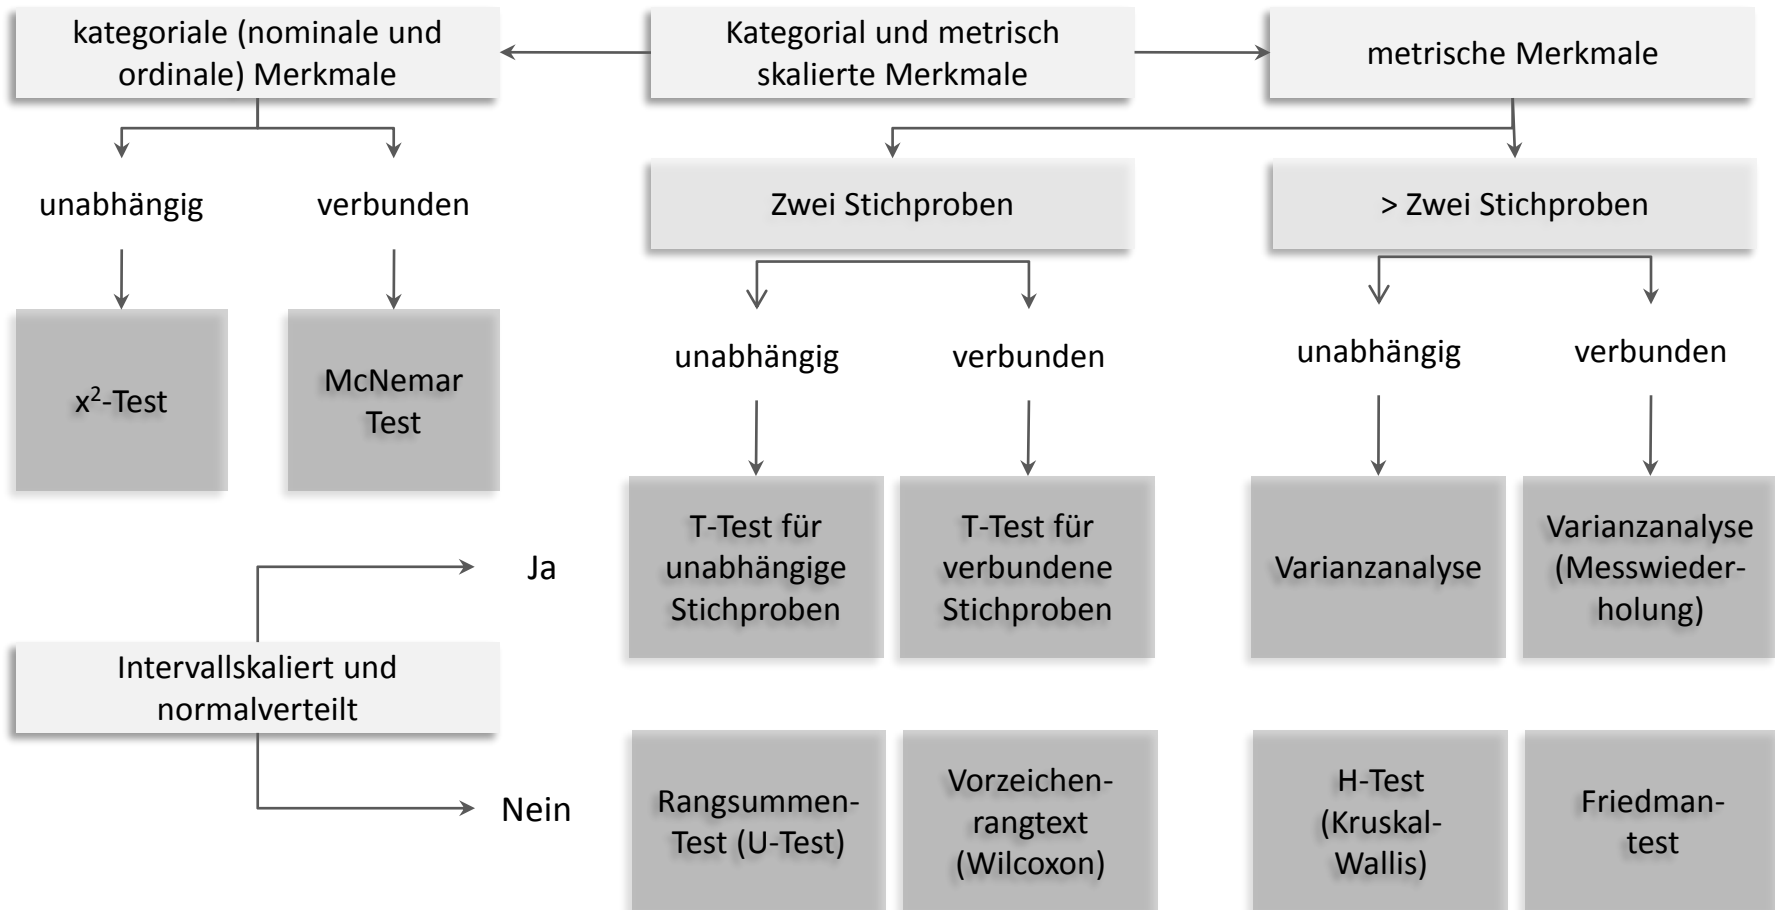 kategoriale (nominale und
ordinale) Merkmale
Kategorial und metrisch
skalierte Merkmale
metrische Merkmale
unabhängig
verbunden
Zwei Stichproben
> Zwei Stichproben
x²-Test
McNemar
Test
unabhängig
verbunden
unabhängig
verbunden
Ja
T-Test für
unabhängige
Stichproben
T-Test für
verbundene
Stichproben
Varianzanalyse
Varianzanalyse
(Messwieder-
holung)
Intervallskaliert und
normalverteilt
Nein
Rangsummen-
Test (U-Test)
Vorzeichen-
rangtext
(Wilcoxon)
H-Test
(Kruskal-
Wallis)
Friedman-
test